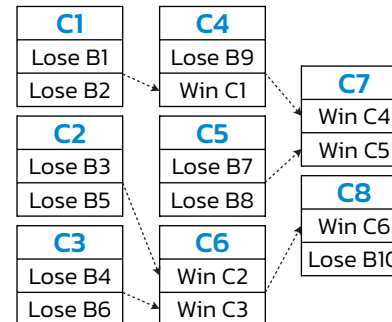 C1
Lose B1
Lose B2
C4
Lose B9
Win C1
C7
Win C4
Win C5
C2
Lose B3
Lose B5
C5
Lose B7
Lose B8
C8
Win C6
Lose B10
C3
Lose B4
Lose B6
C6
Win C2
Win C3